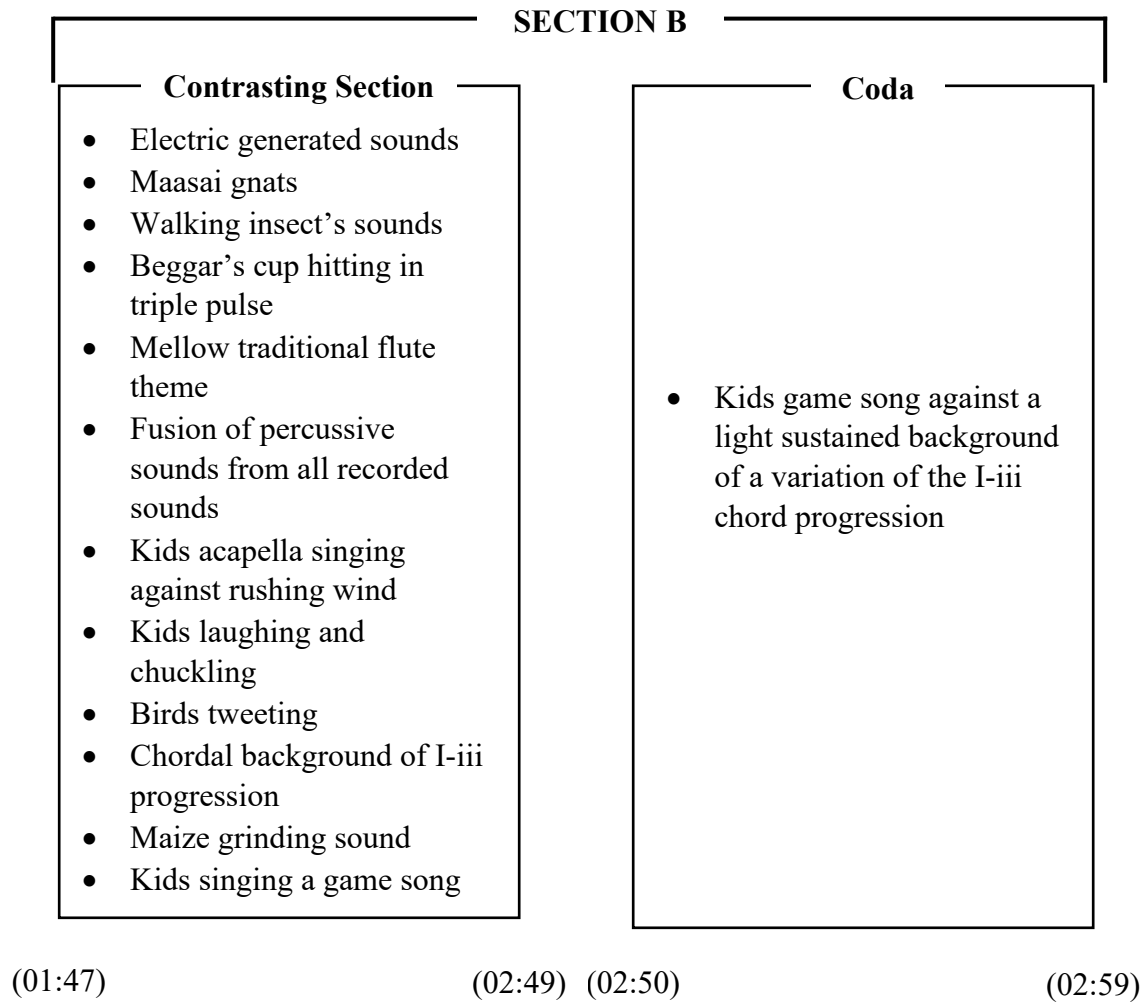 SECTION B
Contrasting Section
• Electric generated sounds
• Maasai gnats
• Walking insect’s sounds
• Beggar’s cup hitting in
triple pulse
• Mellow traditional flute
theme
• Fusion of percussive
sounds from all recorded
sounds
• Kids acapella singing
against rushing wind
• Kids laughing and
chuckling
• Birds tweeting
• Chordal background of I-iii
progression
• Maize grinding sound
• Kids singing a game song
Coda
• Kids game song against a
light sustained background
of a variation of the I-iii
chord progression
(01:47) (02:49) (02:50) (02:59)